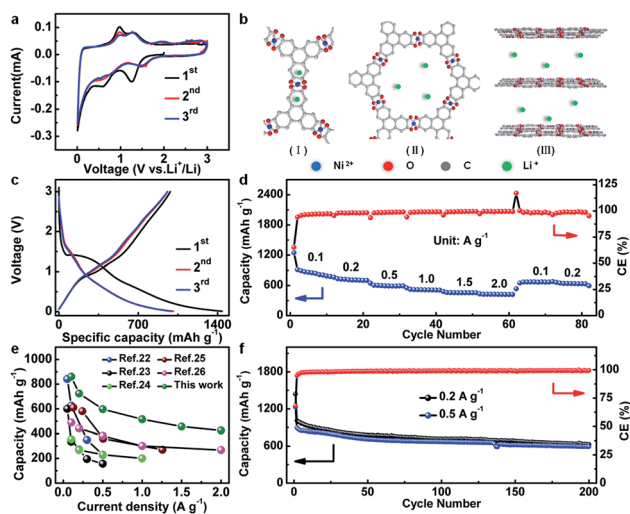 a
0.1
0.0
-0.1
-0.2
-0.3
Current(mA)
1st
2nd
3rd
0 1 2 3
Voltage (V vs.Li+/Li)
b
( I )
( II )
(III)
Ni2+ O C Li+
c
3
2
1
0
Voltage (V)
1st
2nd
3rd
0 700 1400
Specific capacity (mAh g-1)
d
2400
1800
1200
600
0
Capacity (mAh g-1)
Unit: A g-1
0.1 0.2 0.5 1.0 1.5 2.0 0.1 0.2
125
100
75
50
25
0
CE (%)
0 20 40 60 80
Cycle Number
e
1000
800
600
400
200
0
Capacity (mAh g-1)
Ref.22 Ref.25
Ref.23 Ref.26
Ref.24 This work
0.0 0.5 1.0 1.5 2.0
Current density (A g-1)
f
1800
1200
600
0
Capacity (mAh g-1)
0.2 A g-1
0.5 A g-1
100
75
50
25
0
CE (%)
0 50 100 150 200
Cycle Number